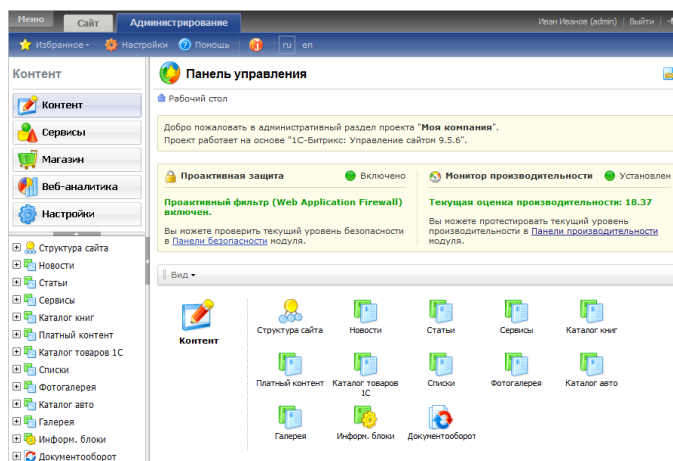 Меню Сайт Администрирование Иван Иванов (admin) Выйти
Избранное Настройки Помощь ru en
Контент
Контент
Сервисы
Магазин
Веб-аналитика
Настройки
Структура сайта
Новости
Статьи
Сервисы
Каталог книг
Платный контент
Каталог товаров 1С
Списки
Фотогалерея
Каталог авто
Галерея
Информ. блоки
Документооборот
Панель управления
Рабочий стол
Добро пожаловать в административный раздел проекта "Моя компания".
Проект работает на основе "1С-Битрикс: Управление сайтом 9.5.6".
Проактивная защита Включено
Проактивный фильтр (Web Application Firewall)
включен.
Вы можете проверить текущий уровень безопасности
в Панели безопасности модуля.
Монитор производительности Установлен
Текущая оценка производительности: 18.37
Вы можете протестировать текущий уровень
производительности в Панели производительности
модуля.
Вид
Контент
Структура сайта Новости Статьи Сервисы Каталог книг
Платный контент Каталог товаров Списки Фотогалерея Каталог авто
1С
Галерея Информ. блоки Документооборот